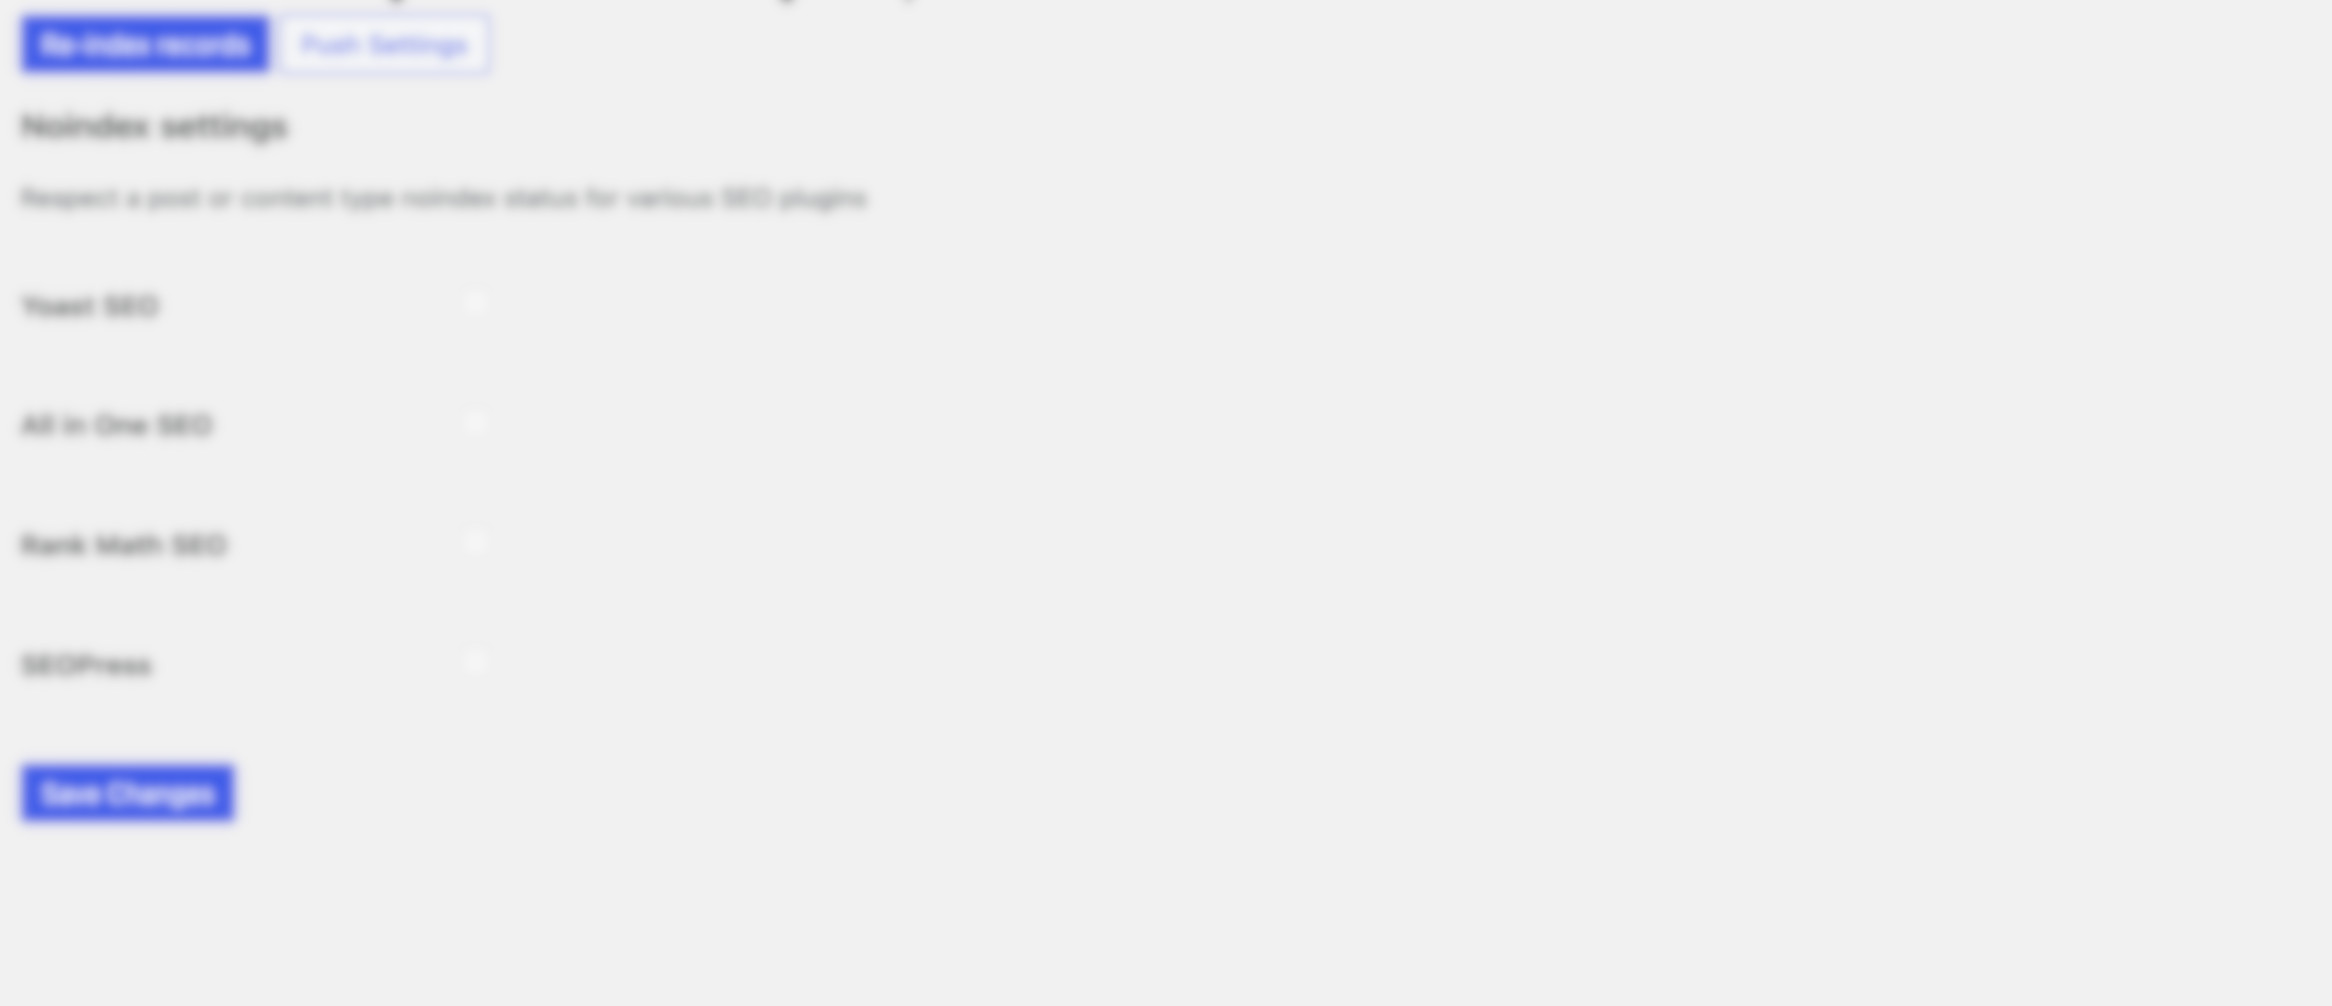 Re-index records
Push Settings
Noindex settings
Respect a post or content type noindex status for various SEO plugins
Yoast SEO
All in One SEO
Rank Math SEO
SEOPress
Save Changes